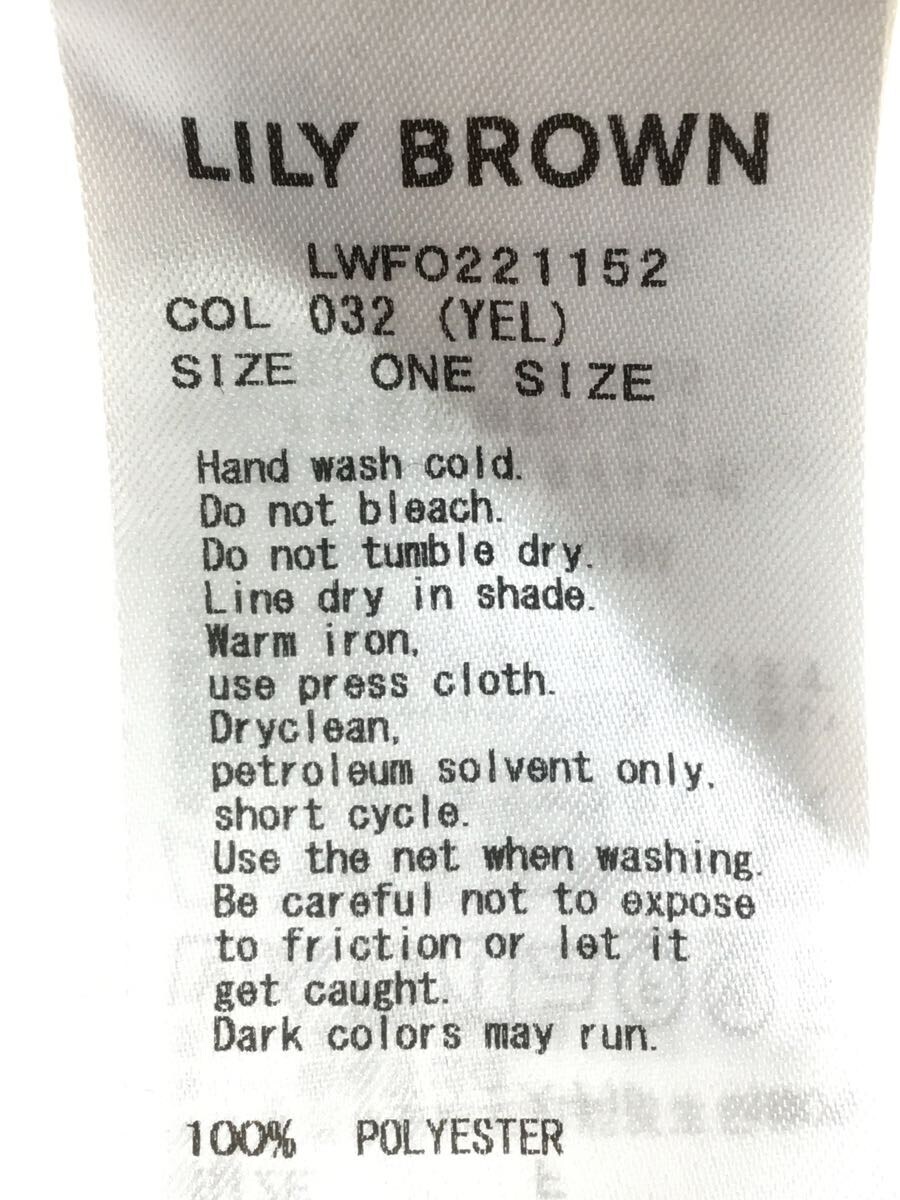 LILY BROWN
LWFO221152
COL 032 (YEL)
SIZE ONE SIZE
Hand wash cold.
Do not bleach.
Do not tumble dry.
Line dry in shade.
Warm iron,
use press cloth.
Dryclean,
petroleum solvent only,
short cycle.
Use the net when washing.
Be careful not to expose
to friction or let it
get caught.
Dark colors may run.
100% POLYESTER